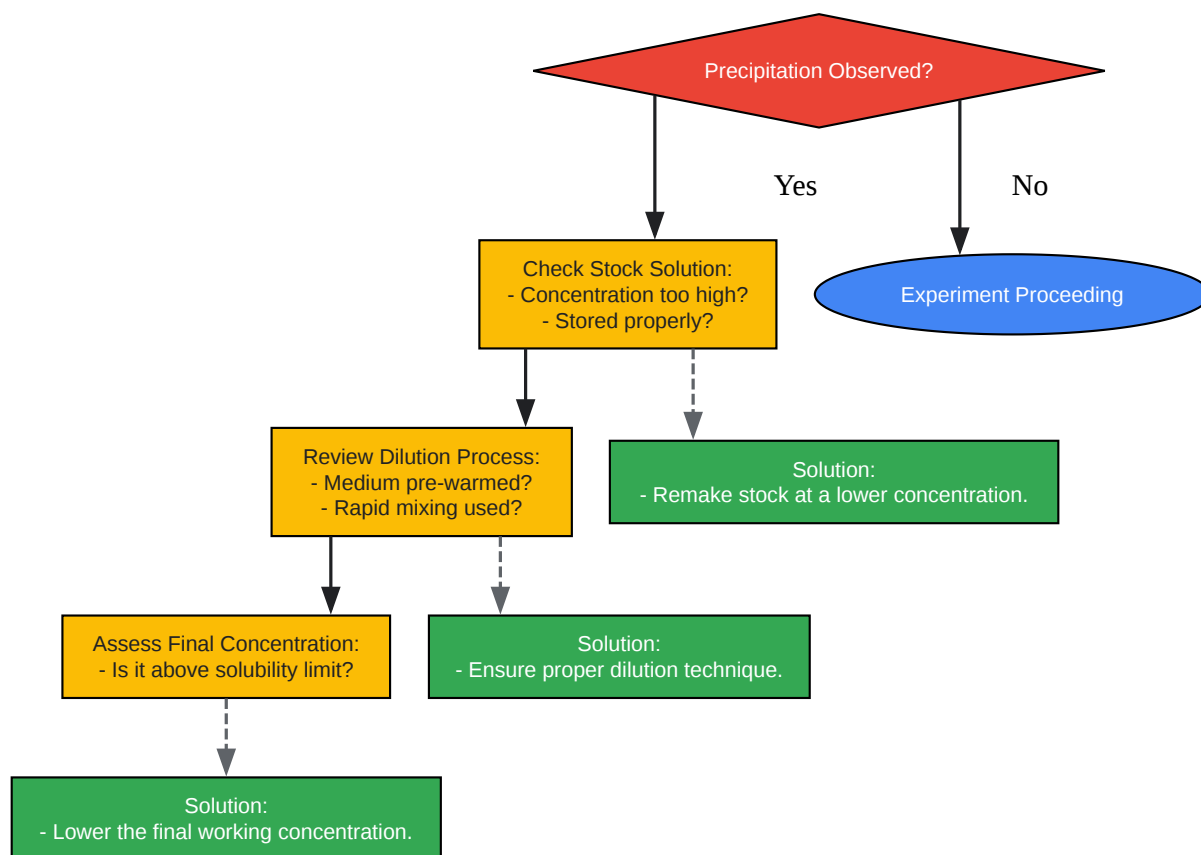 Precipitation Observed?
Yes
No
Check Stock Solution:
- Concentration too high?
- Stored properly?
Experiment Proceeding
Review Dilution Process:
- Medium pre-warmed?
- Rapid mixing used?
Solution:
- Remake stock at a lower concentration.
Assess Final Concentration:
- Is it above solubility limit?
Solution:
- Ensure proper dilution technique.
Solution:
- Lower the final working concentration.